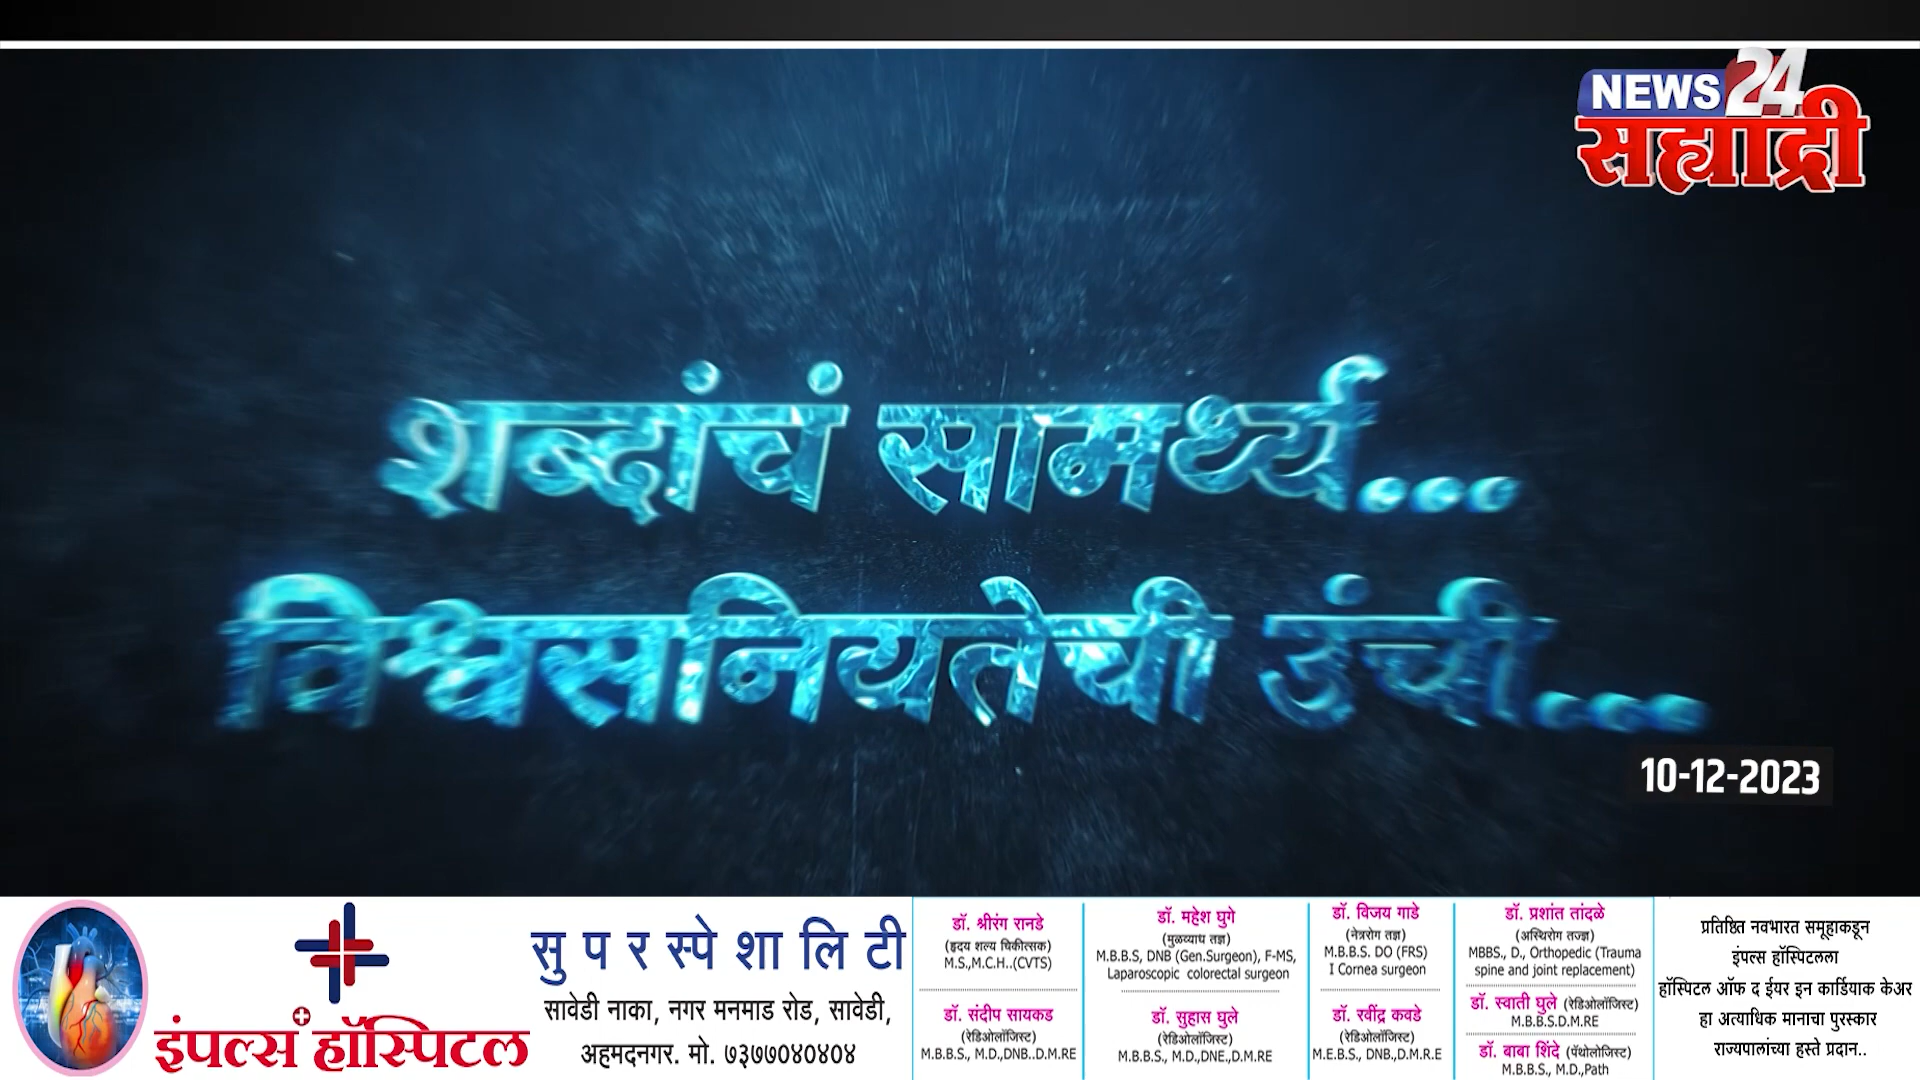 NEWS 24
सह्याद्री
शब्दांचं सामर्थ्य...
विश्वसनियतेची उंची...
10-12-2023
इंपल्स हॉस्पिटल
सुपरस्पेशालिटी
सावेडी नाका, नगर मनमाड रोड, सावेडी,
अहमदनगर. मो. ७३७७०४०४०४
डॉ. श्रीरंग रानडे
(हृदय शल्य चिकीत्सक)
M.S.,M.C.H..(CVTS)
डॉ. संदीप सायकड
(रेडिओलॉजिस्ट)
M.B.B.S., M.D.,DNB..D.M.RE
डॉ. महेश घुगे
(मुळव्याध तज्ञ)
M.B.B.S, DNB (Gen.Surgeon), F-MS,
Laparoscopic colorectal surgeon
डॉ. सुहास घुले
(रेडिओलॉजिस्ट)
M.B.B.S., M.D.,DNE.,D.M.RE
डॉ. विजय गाडे
(नेत्ररोग तज्ञ)
M.B.B.S. DO (FRS)
I Cornea surgeon
डॉ. रवींद्र कवडे
(रेडिओलॉजिस्ट)
M.E.B.S., DNB.,D.M.R.E
डॉ. प्रशांत तांदळे
(अस्थिरोग तज्ज्ञ)
MBBS., D., Orthopedic (Trauma
spine and joint replacement)
डॉ. स्वाती घुले (रेडिओलॉजिस्ट)
M.B.B.S.D.M.RE
डॉ. बाबा शिंदे (पॅथोलोजिस्ट)
M.B.B.S., M.D.,Path
प्रतिष्ठित नवभारत समूहाकडून
इंपल्स हॉस्पिटलला
हॉस्पिटल ऑफ द ईयर इन कार्डियाक केअर
हा अत्याधिक मानाचा पुरस्कार
राज्यपालांच्या हस्ते प्रदान..